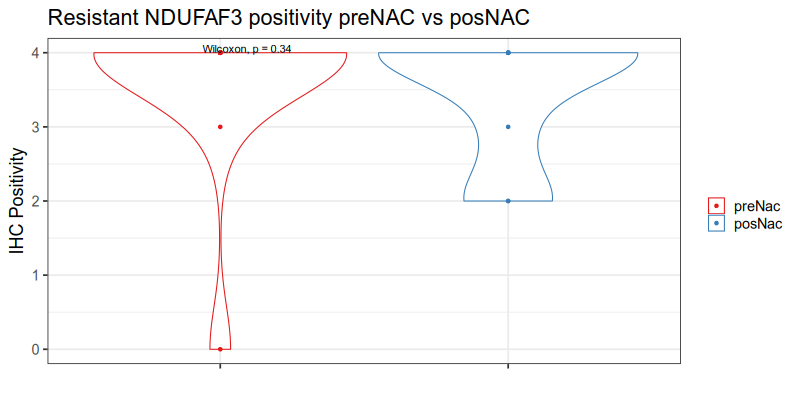 Resistant NDUFAF3 positivity preNAC vs posNAC
Wilcoxon, p = 0.34
4
3
2
1
0
IHC Positivity
preNac
posNac